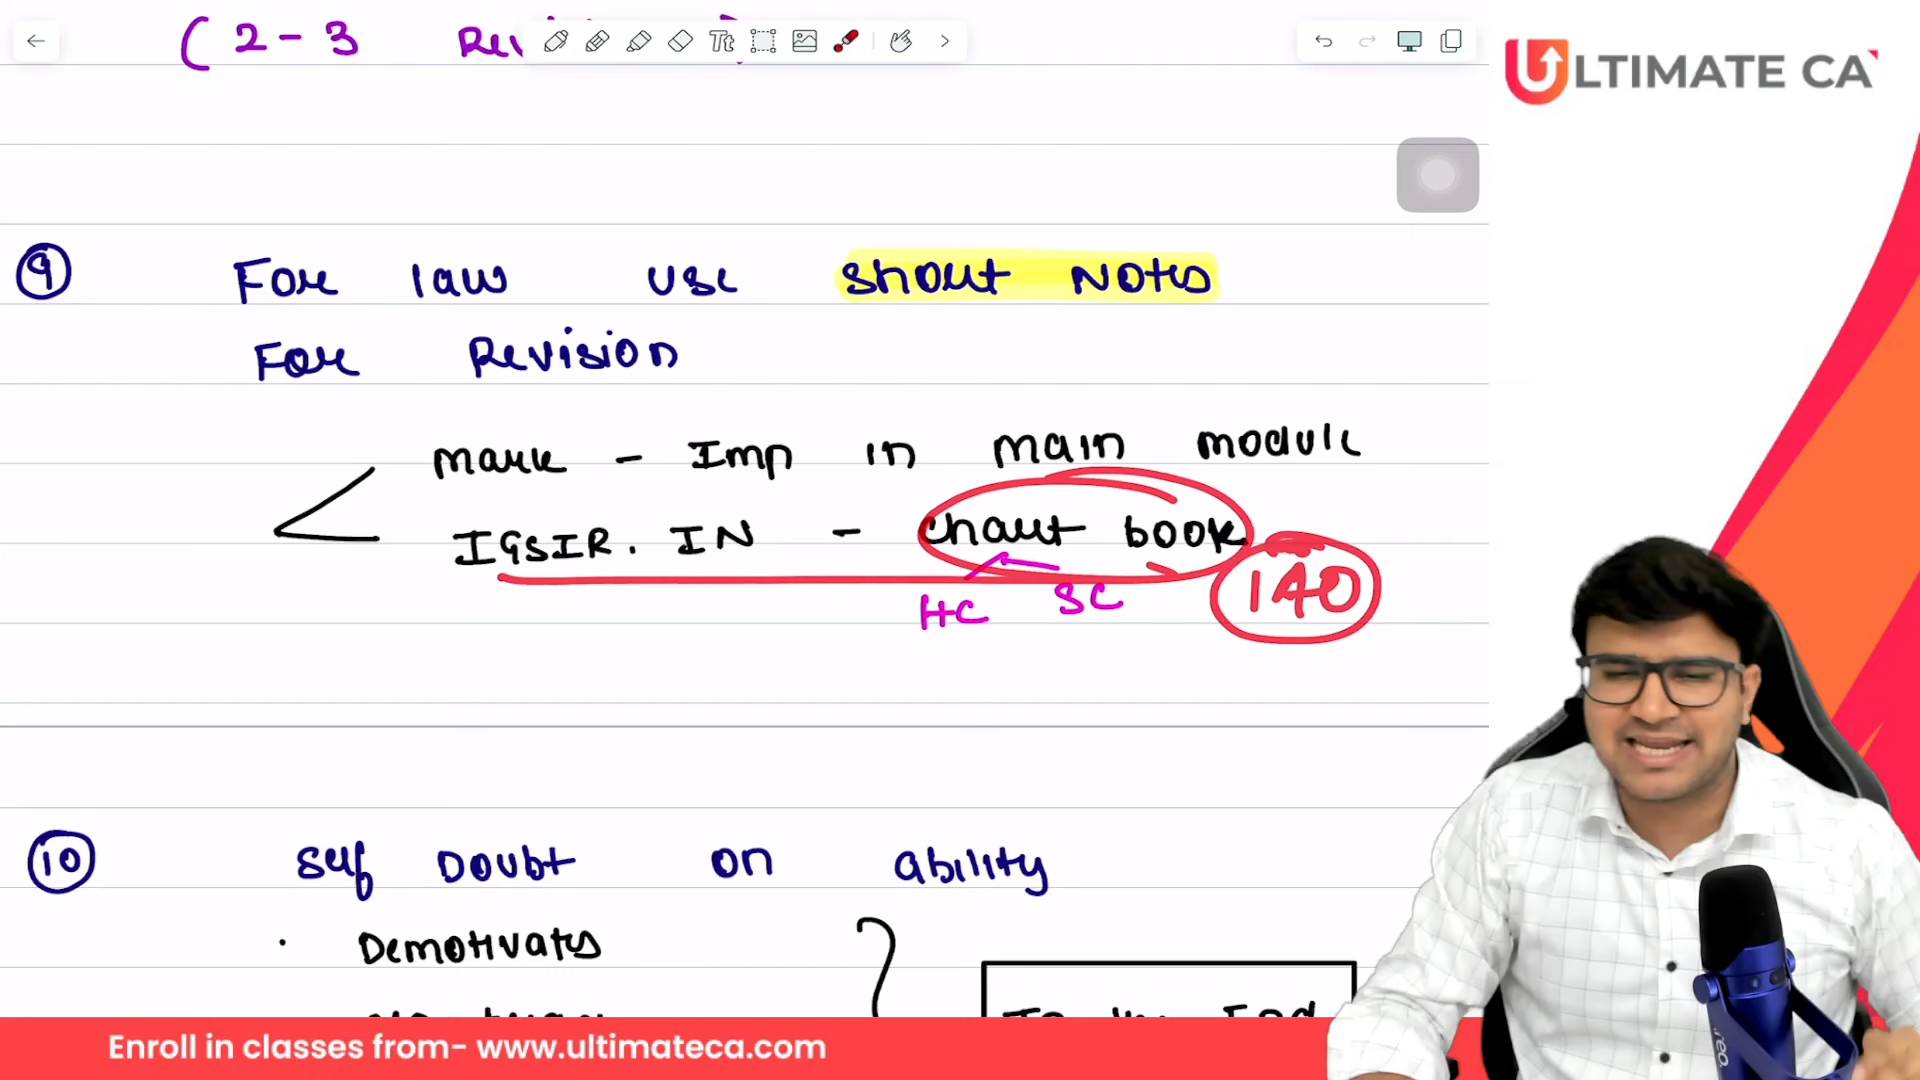 ( 2 - 3
Tt
ULTIMATE CA
9 For law use short Notes
For Revision
mark - Imp in main module
IGSIR. IN - chart book
140
HC SC
10 Self Doubt on ability
. Demotivates
Enroll in classes from- www.ultimateca.com